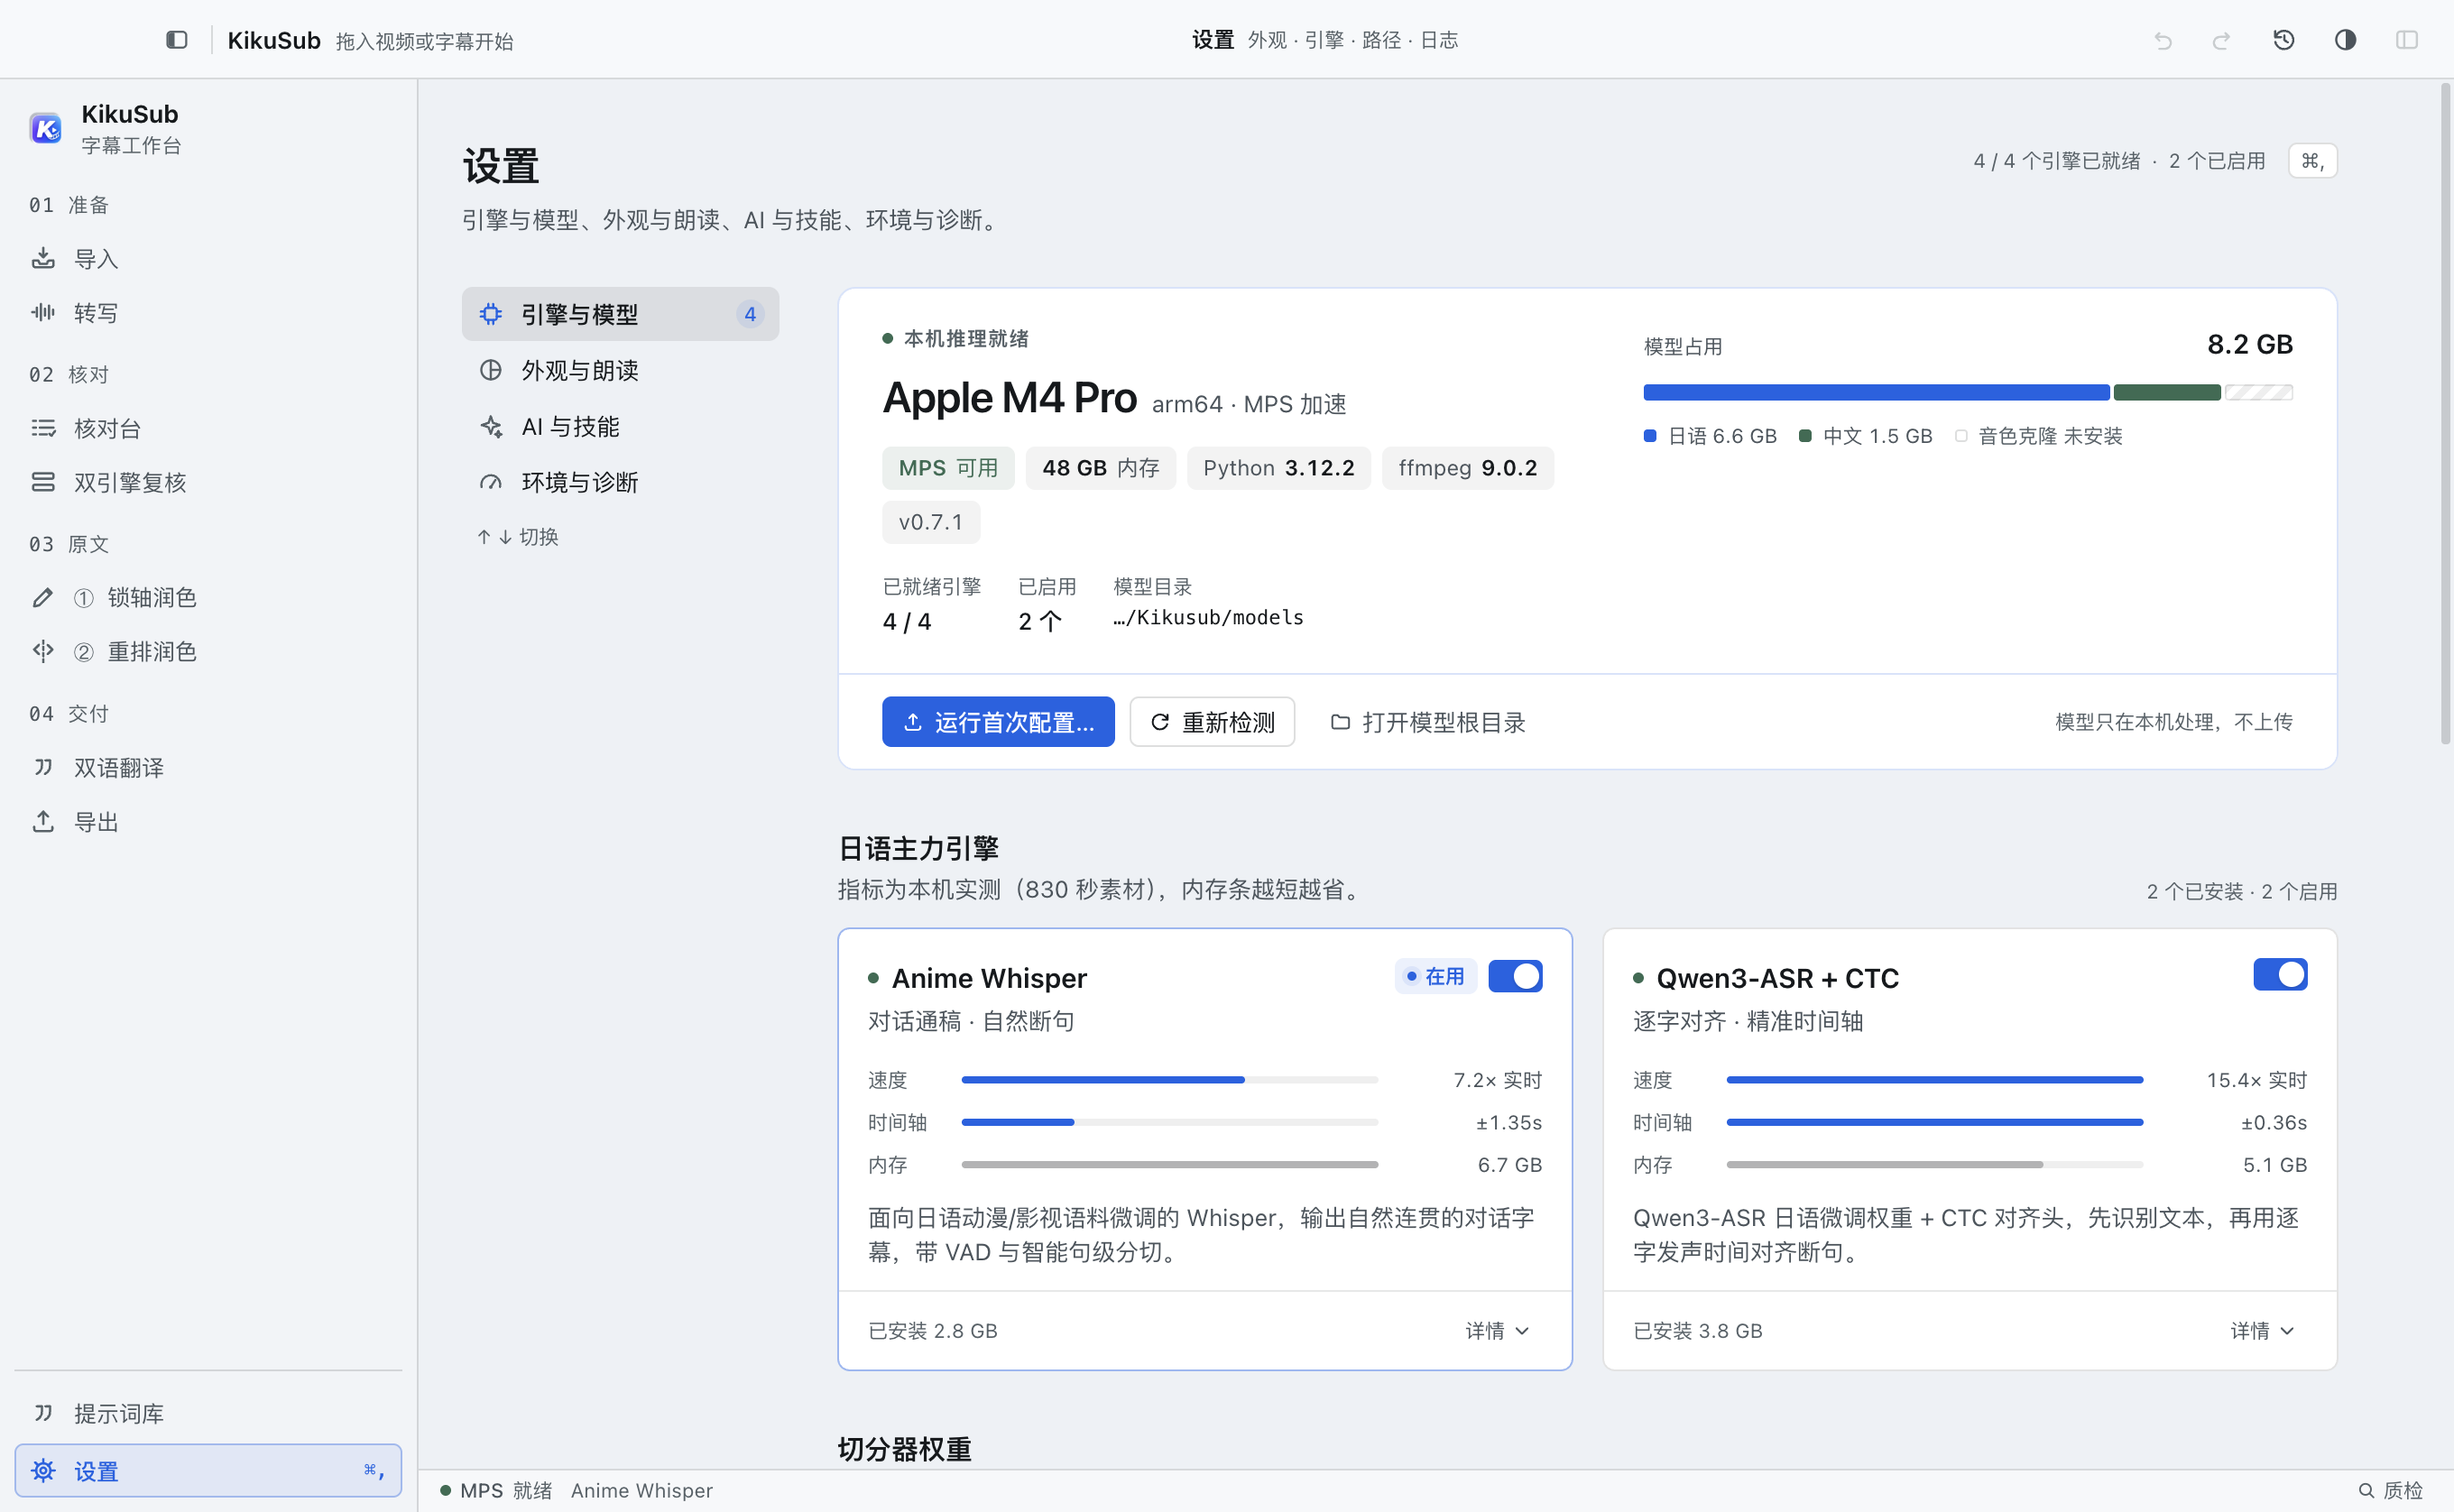 KikuSub 拖入视频或字幕开始
设置 外观 · 引擎 · 路径 · 日志
KikuSub
字幕工作台
01 准备
导入
转写
02 核对
核对台
双引擎复核
03 原文
① 锁轴润色
② 重排润色
04 交付
双语翻译
导出
提示词库
设置 ⌘,
设置
4 / 4 个引擎已就绪 · 2 个已启用 ⌘,
引擎与模型、外观与朗读、AI 与技能、环境与诊断。
引擎与模型 4
外观与朗读
AI 与技能
环境与诊断
↑ ↓ 切换
本机推理就绪
Apple M4 Pro arm64 · MPS 加速
MPS 可用 48 GB 内存 Python 3.12.2 ffmpeg 9.0.2
v0.7.1
已就绪引擎 已启用 模型目录
4 / 4 2 个 …/Kikusub/models
模型占用 8.2 GB
日语 6.6 GB 中文 1.5 GB 音色克隆 未安装
运行首次配置... 重新检测 打开模型根目录 模型只在本机处理，不上传
日语主力引擎
指标为本机实测（830 秒素材），内存条越短越省。
2 个已安装 · 2 个启用
Anime Whisper 在用
对话通稿 · 自然断句
速度 7.2× 实时
时间轴 ±1.35s
内存 6.7 GB
面向日语动漫/影视语料微调的 Whisper，输出自然连贯的对话字
幕，带 VAD 与智能句级分切。
已安装 2.8 GB 详情
Qwen3-ASR + CTC
逐字对齐 · 精准时间轴
速度 15.4× 实时
时间轴 ±0.36s
内存 5.1 GB
Qwen3-ASR 日语微调权重 + CTC 对齐头，先识别文本，再用逐
字发声时间对齐断句。
已安装 3.8 GB 详情
切分器权重
MPS 就绪 Anime Whisper
质检